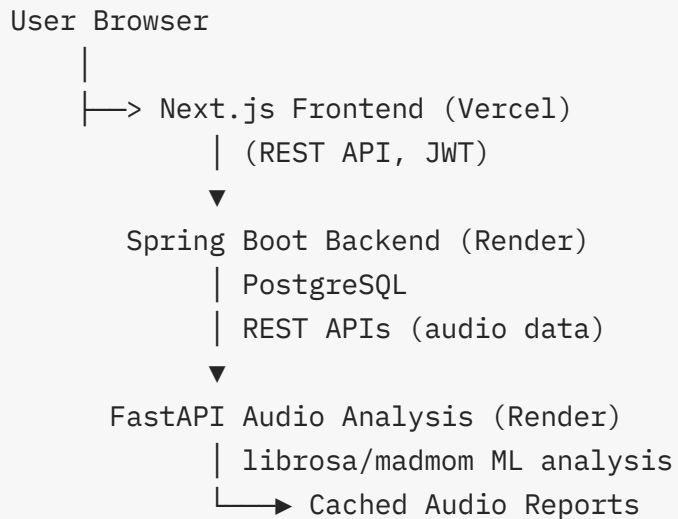 User Browser
Next.js Frontend (Vercel)
(REST API, JWT)
Spring Boot Backend (Render)
PostgreSQL
REST APIs (audio data)
FastAPI Audio Analysis (Render)
librosa/madmom ML analysis
Cached Audio Reports